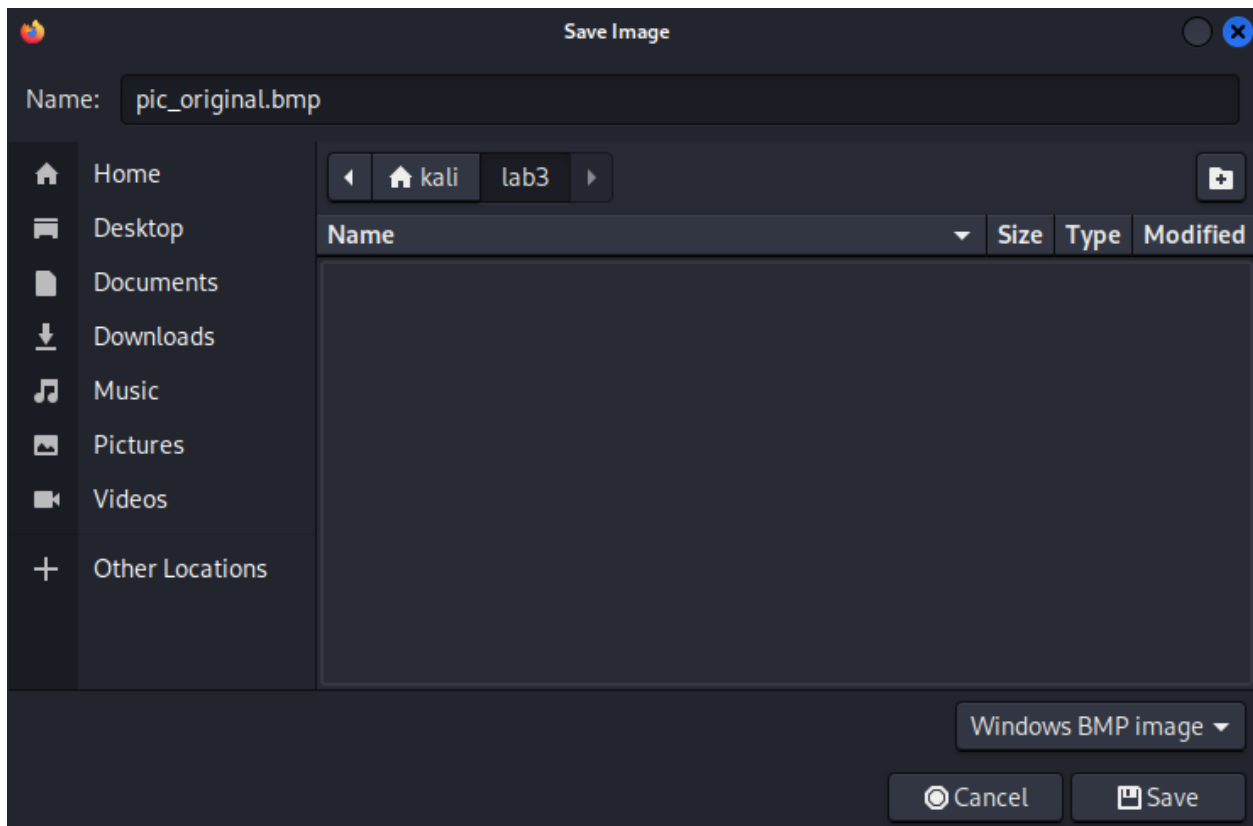 Save Image
Name: pic_original.bmp
Home
Desktop
Documents
Downloads
Music
Pictures
Videos
Other Locations
kali lab3
Name Size Type Modified
Windows BMP image
Cancel Save